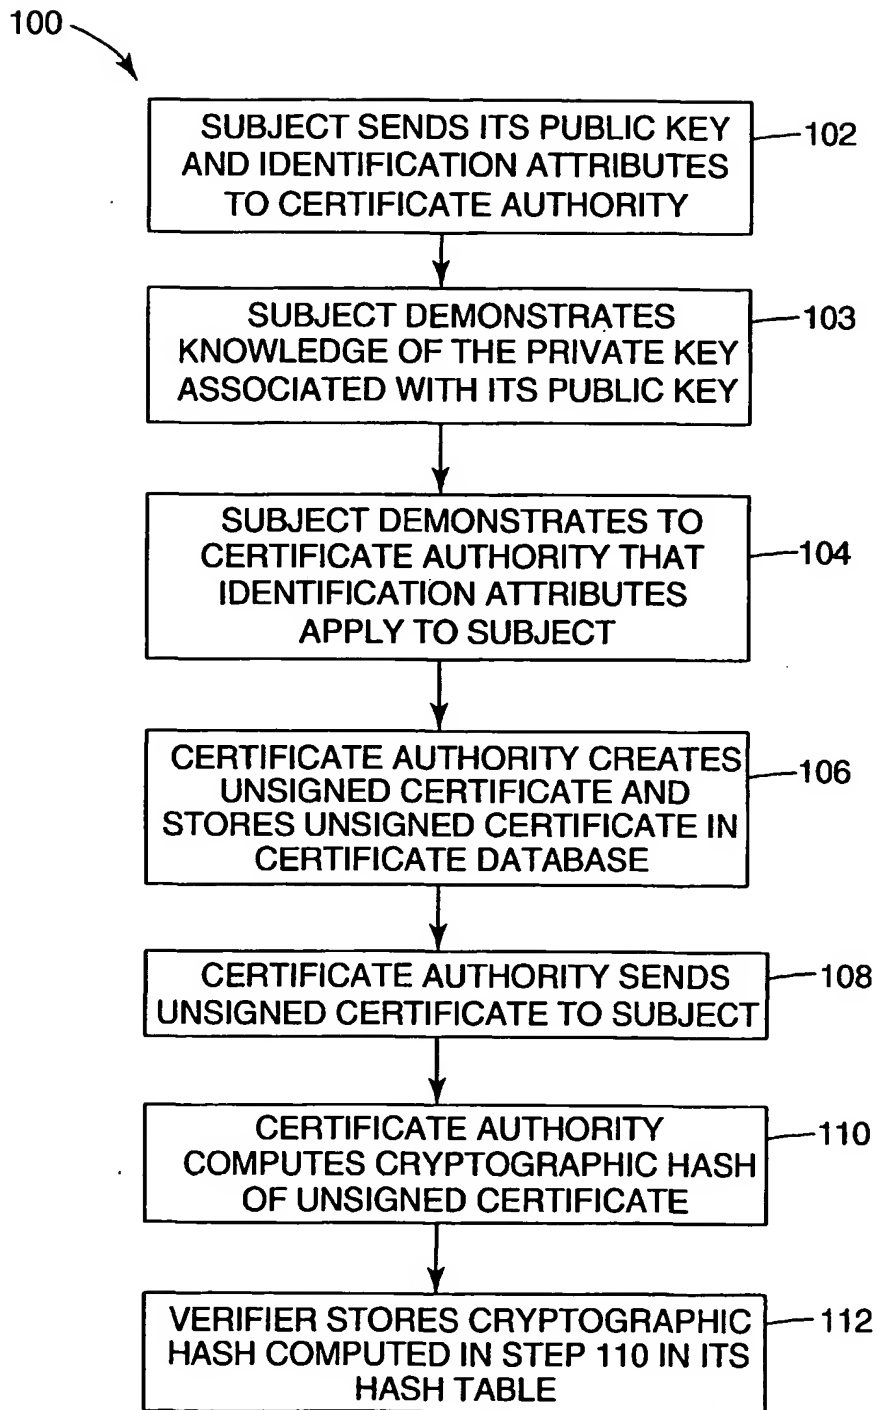 100
SUBJECT SENDS ITS PUBLIC KEY
AND IDENTIFICATION ATTRIBUTES
TO CERTIFICATE AUTHORITY
102
SUBJECT DEMONSTRATES
KNOWLEDGE OF THE PRIVATE KEY
ASSOCIATED WITH ITS PUBLIC KEY
103
SUBJECT DEMONSTRATES TO
CERTIFICATE AUTHORITY THAT
IDENTIFICATION ATTRIBUTES
APPLY TO SUBJECT
104
CERTIFICATE AUTHORITY CREATES
UNSIGNED CERTIFICATE AND
STORES UNSIGNED CERTIFICATE IN
CERTIFICATE DATABASE
106
CERTIFICATE AUTHORITY SENDS
UNSIGNED CERTIFICATE TO SUBJECT
108
CERTIFICATE AUTHORITY
COMPUTES CRYPTOGRAPHIC HASH
OF UNSIGNED CERTIFICATE
110
VERIFIER STORES CRYPTOGRAPHIC
HASH COMPUTED IN STEP 110 IN ITS
HASH TABLE
112